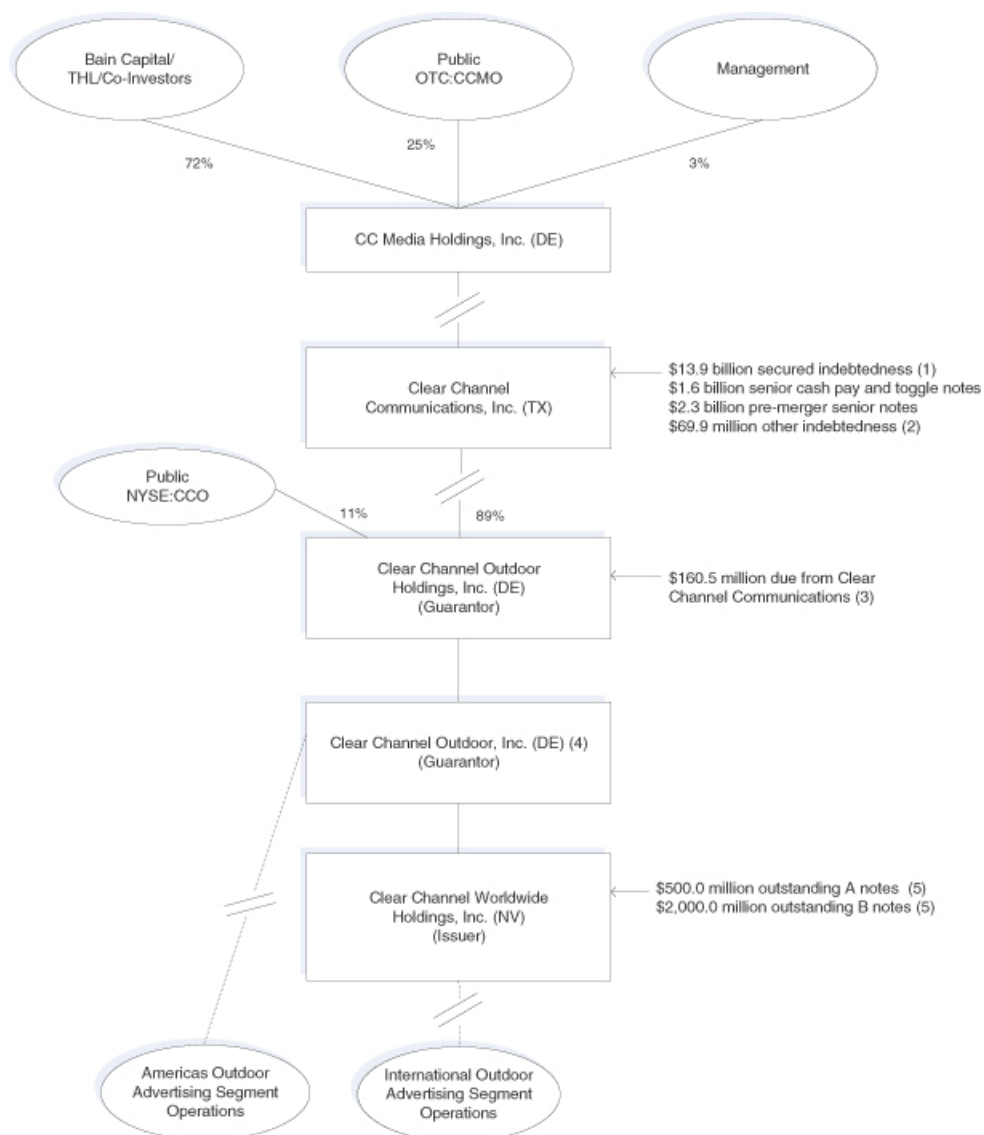 Bain Capital/
THL/Co-Investors
Public
OTC:CCMO
Management
72%
25%
3%
CC Media Holdings, Inc. (DE)
Clear Channel
Communications, Inc. (TX)
$13.9 billion secured indebtedness (1)
$1.6 billion senior cash pay and toggle notes
$2.3 billion pre-merger senior notes
$69.9 million other indebtedness (2)
Public
NYSE:CCO
11%
89%
Clear Channel Outdoor
Holdings, Inc. (DE)
(Guarantor)
$160.5 million due from Clear
Channel Communications (3)
Clear Channel Outdoor, Inc. (DE) (4)
(Guarantor)
Clear Channel Worldwide
Holdings, Inc. (NV)
(Issuer)
$500.0 million outstanding A notes (5)
$2,000.0 million outstanding B notes (5)
Americas Outdoor
Advertising Segment
Operations
International Outdoor
Advertising Segment
Operations